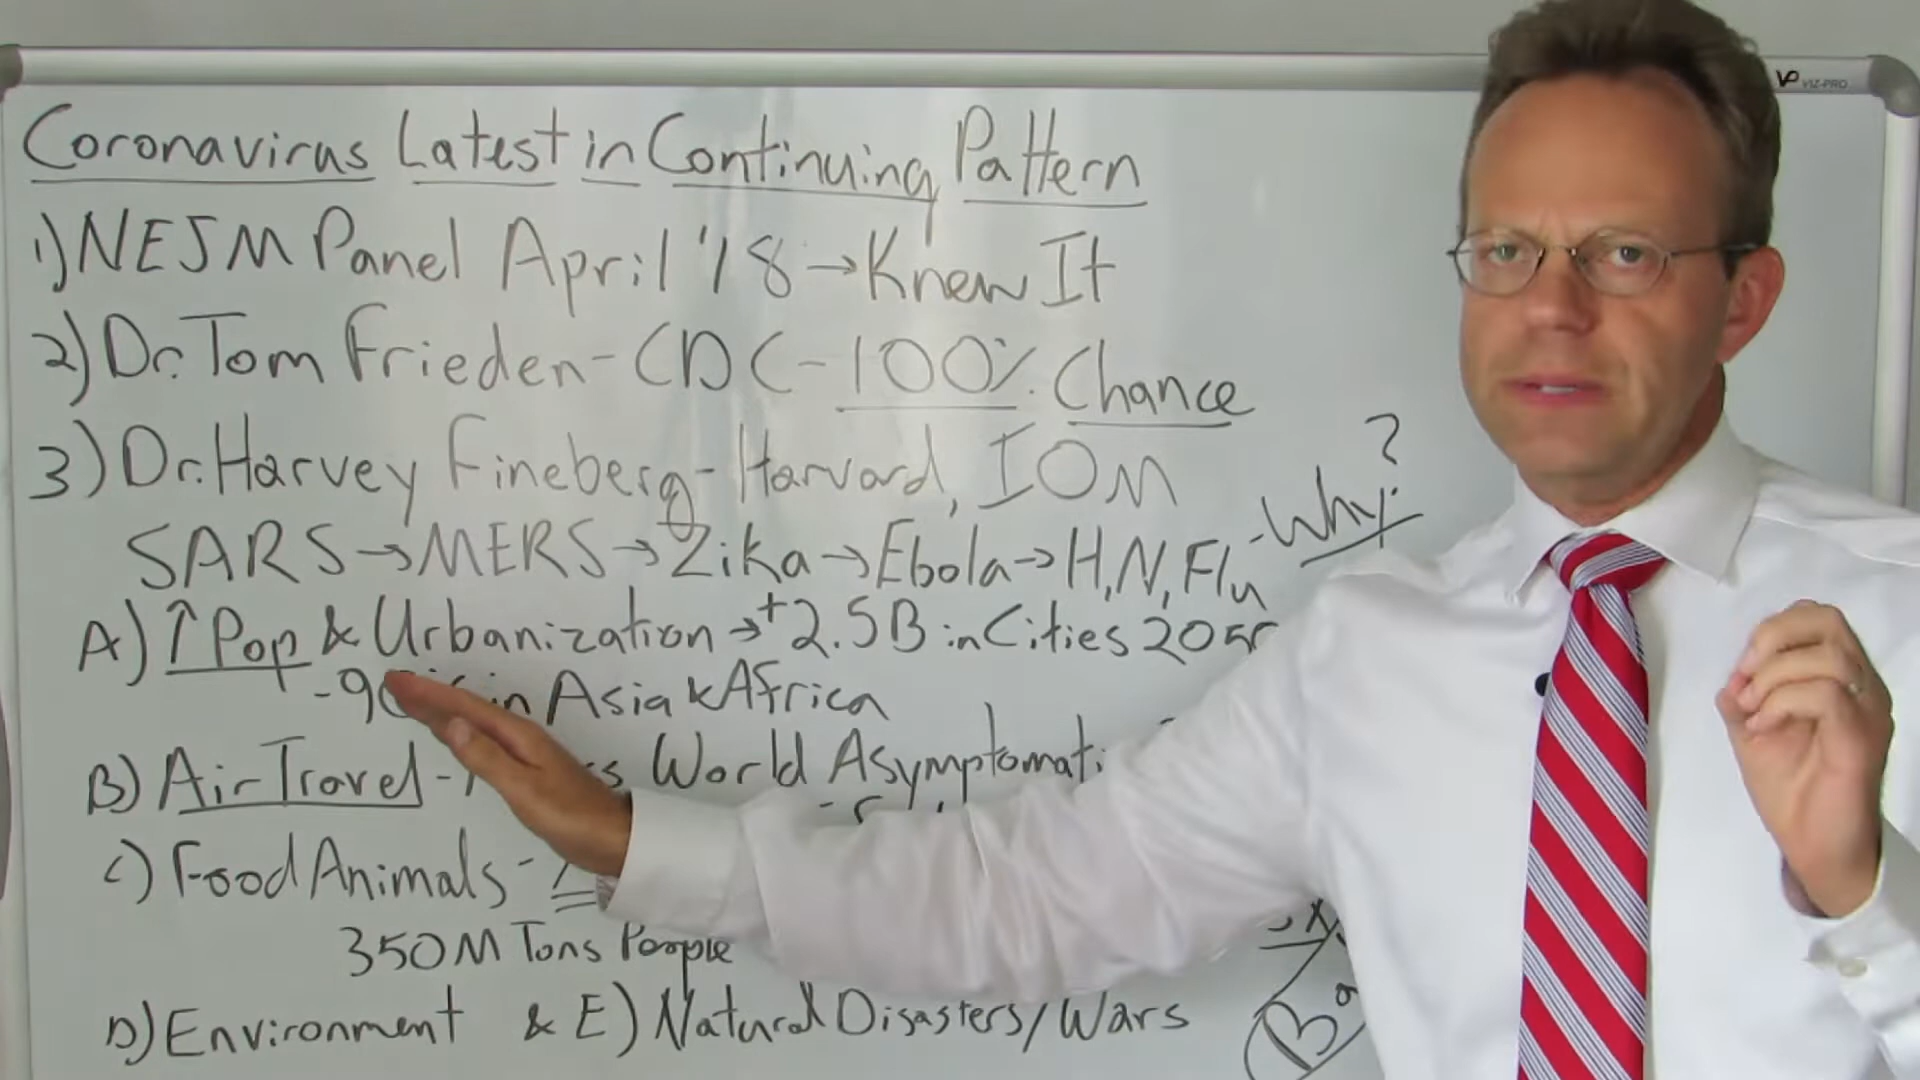 VP VIZ-PRO
Coronavirus Latest in Continuing Pattern
1) NEJM Panel April '18 → Knew It
2) Dr. Tom Frieden - CDC - 100% Chance
3) Dr. Harvey Fineberg - Harvard, IOM
SARS → MERS → Zika → Ebola → H1N1 Flu - Why?
A) ↑ Pop & Urbanization → +2.5B in Cities 2050
in Asia & Africa
B) Air Travel - World
C) Food Animals -
350M Tons People
D) Environment & E) Natural Disasters/Wars